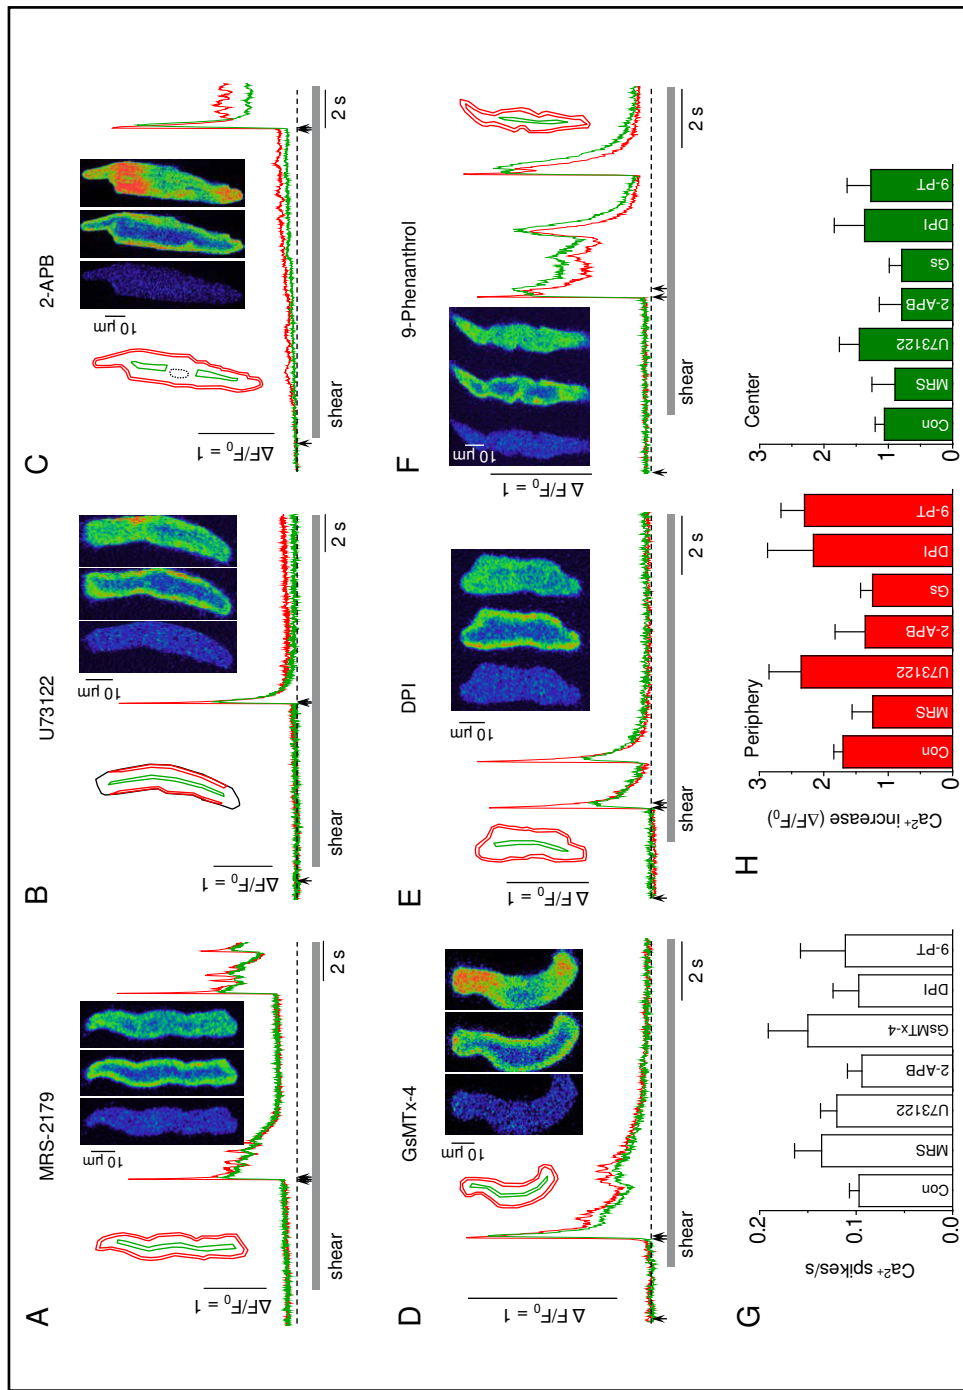 A
MRS-2179
10 µm
ΔF/F₀ = 1
shear
2 s
B
U73122
10 µm
ΔF/F₀ = 1
shear
2 s
C
2-APB
10 µm
ΔF/F₀ = 1
shear
2 s
D
GsMTx-4
10 µm
Δ F/F₀ = 1
shear
2 s
E
DPI
10 µm
Δ F/F₀ = 1
shear
2 s
F
9-Phenanthrol
10 µm
Δ F/F₀ = 1
shear
2 s
G
Ca²⁺ spikes/s
0.2
0.1
0.0
Con
MRS
U73122
2-APB
GsMTx-4
DPI
9-PT
H
Ca²⁺ increase (ΔF/F₀)
Periphery
3
2
1
0
Con
MRS
U73122
2-APB
Gs
DPI
9-PT
Center
3
2
1
0
Con
MRS
U73122
2-APB
Gs
DPI
9-PT